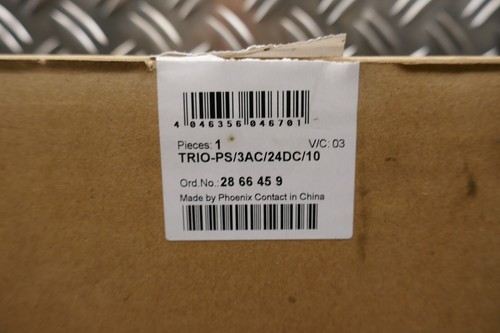 4 046356 046701
Pieces: 1 V/C: 03
TRIO-PS/3AC/24DC/10
Ord.No.: 28 66 45 9
Made by Phoenix Contact in China